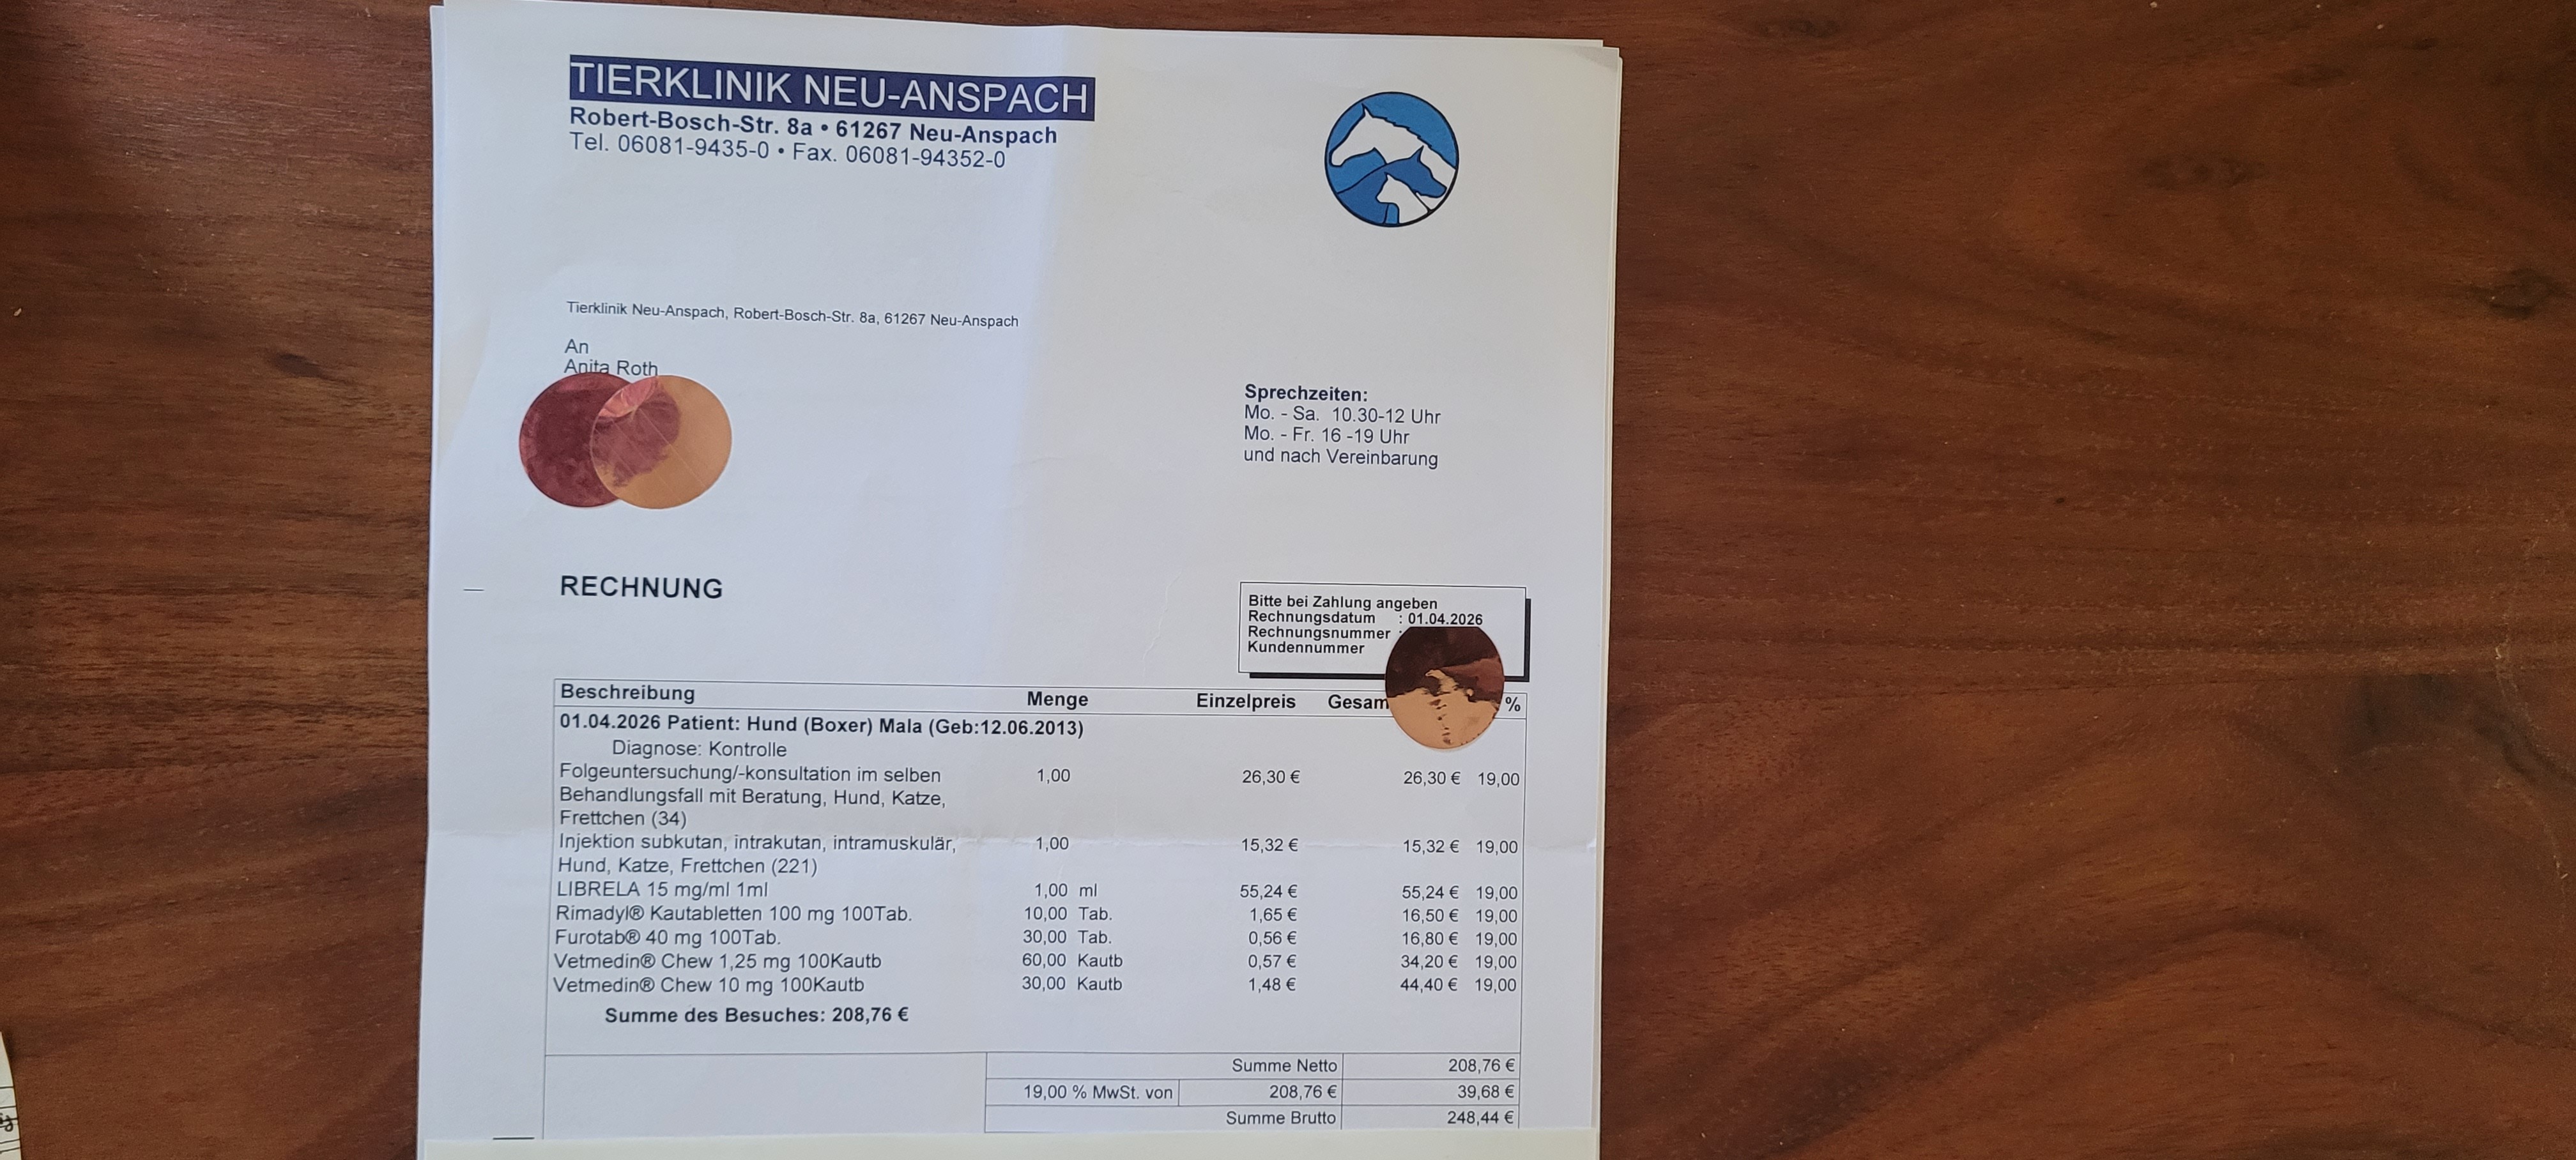 TIERKLINIK NEU-ANSPACH
Robert-Bosch-Str. 8a • 61267 Neu-Anspach
Tel. 06081-9435-0 • Fax. 06081-94352-0
Tierklinik Neu-Anspach, Robert-Bosch-Str. 8a, 61267 Neu-Anspach
An
Anita Roth
Sprechzeiten:
Mo. - Sa. 10.30-12 Uhr
Mo. - Fr. 16 -19 Uhr
und nach Vereinbarung
RECHNUNG
Bitte bei Zahlung angeben
Rechnungsdatum : 01.04.2026
Rechnungsnummer :
Kundennummer
Beschreibung Menge Einzelpreis Gesam %
01.04.2026 Patient: Hund (Boxer) Mala (Geb:12.06.2013)
Diagnose: Kontrolle
Folgeuntersuchung/-konsultation im selben 1,00 26,30 € 26,30 € 19,00
Behandlungsfall mit Beratung, Hund, Katze,
Frettchen (34)
Injektion subkutan, intrakutan, intramuskulär, 1,00 15,32 € 15,32 € 19,00
Hund, Katze, Frettchen (221)
LIBRELA 15 mg/ml 1ml 1,00 ml 55,24 € 55,24 € 19,00
Rimadyl® Kautabletten 100 mg 100Tab. 10,00 Tab. 1,65 € 16,50 € 19,00
Furotab® 40 mg 100Tab. 30,00 Tab. 0,56 € 16,80 € 19,00
Vetmedin® Chew 1,25 mg 100Kautb 60,00 Kautb 0,57 € 34,20 € 19,00
Vetmedin® Chew 10 mg 100Kautb 30,00 Kautb 1,48 € 44,40 € 19,00
Summe des Besuches: 208,76 €
Summe Netto 208,76 €
19,00 % MwSt. von 208,76 € 39,68 €
Summe Brutto 248,44 €